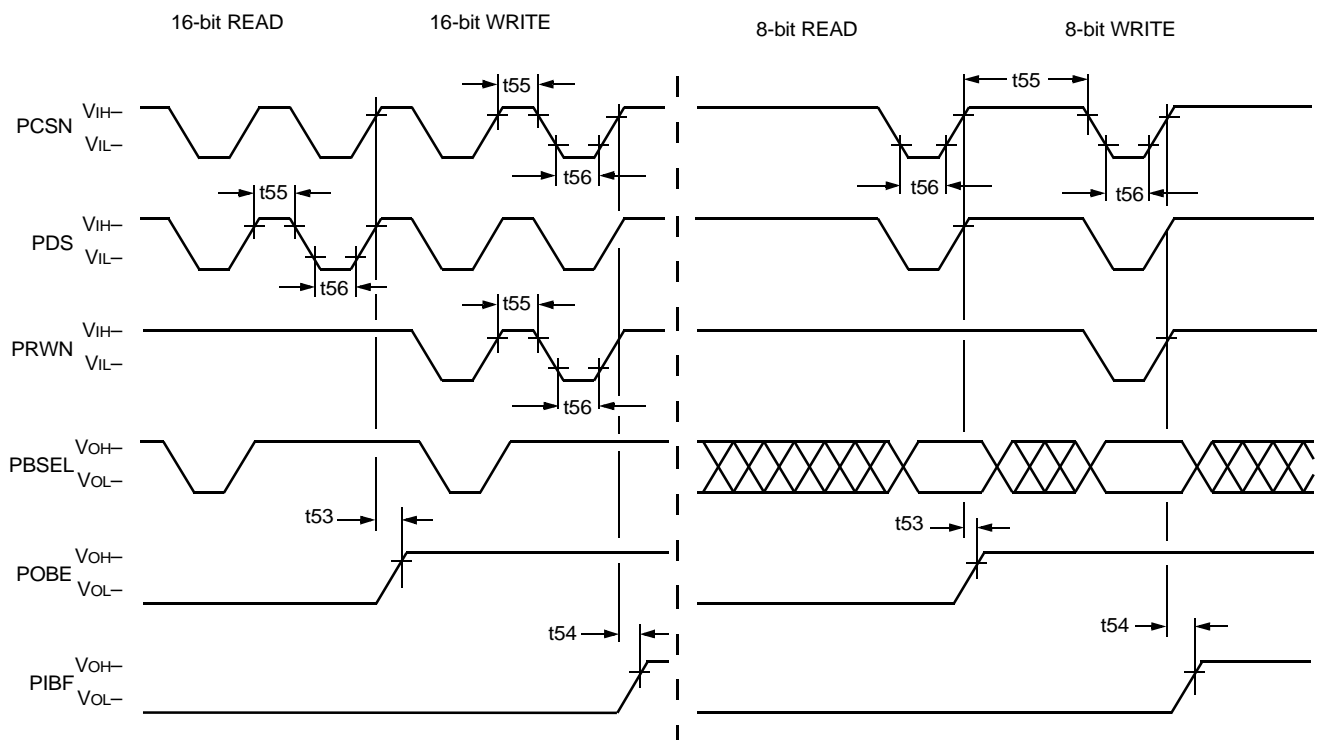 16-bit READ
16-bit WRITE
8-bit READ
8-bit WRITE
t55
t55
PCSN
VIH–
VIL–
t56
t56
t56
t55
PDS
VIH–
VIL–
t56
t55
PRWN
VIH–
VIL–
t56
PBSEL
VOH–
VOL–
t53
t53
POBE
VOH–
VOL–
t54
t54
PIBF
VOH–
VOL–